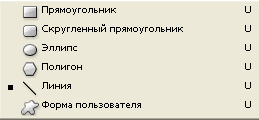 Прямоугольник U
Скругленный прямоугольник U
Эллипс U
Полигон U
Линия U
Форма пользователя U